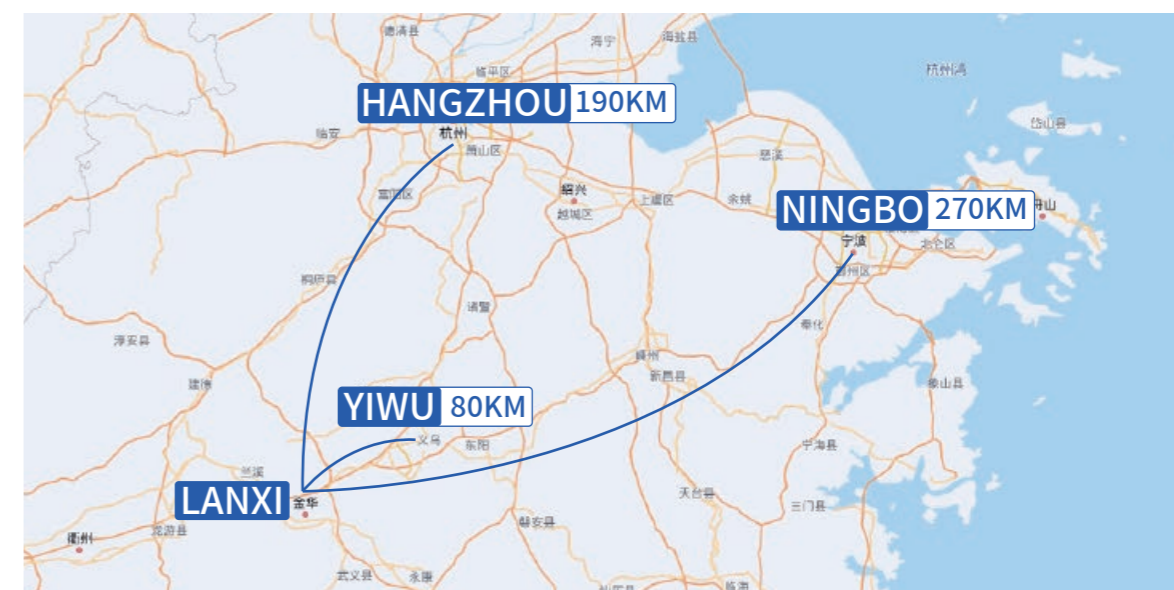 德清县
海宁
海盐县
临平区
杭州湾
HANGZHOU 190KM
岱山县
临安
杭州
萧山区
慈溪
富阳区
绍兴
上虞区
余姚
越城区
NINGBO 270KM
舟山
宁波
北仑区
鄞州区
桐庐县
诸暨
奉化
淳安县
嵊州
新昌县
建德
象山县
YIWU 80KM
义乌
东阳
宁海县
兰溪
LANXI
金华
天台县
三门县
龙游县
磐安县
衢州
武义县
永康
临海